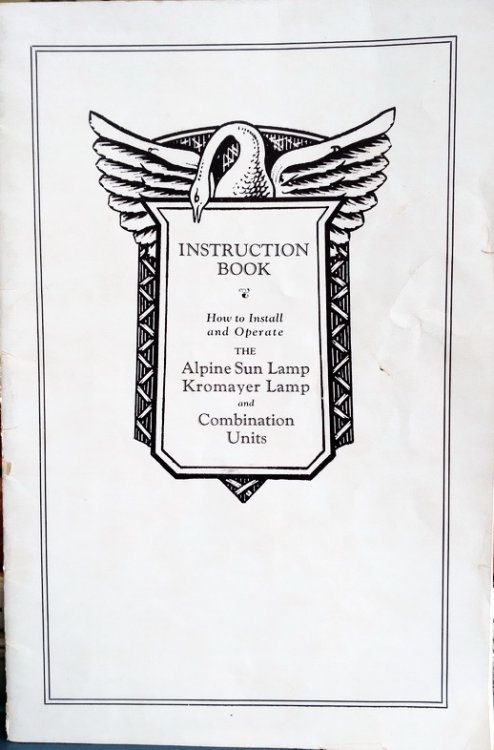 INSTRUCTION
BOOK
How to Install
and Operate
THE
Alpine Sun Lamp
Kromayer Lamp
and
Combination
Units